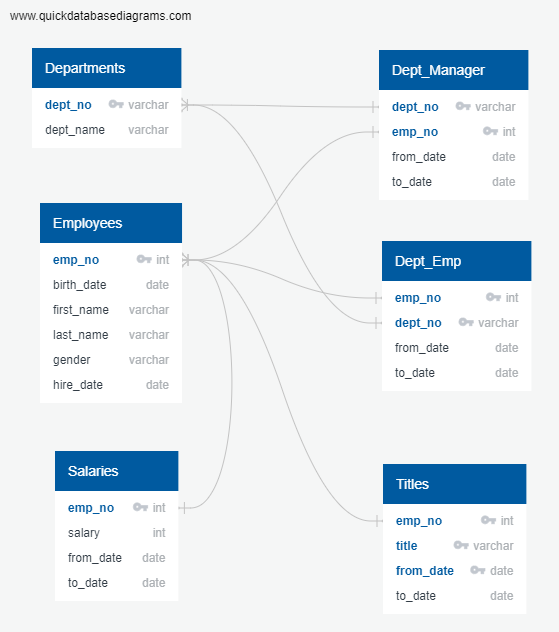 www.quickdatabasediagrams.com
Departments
dept_no varchar
dept_name varchar
Dept_Manager
dept_no varchar
emp_no int
from_date date
to_date date
Employees
emp_no int
birth_date date
first_name varchar
last_name varchar
gender varchar
hire_date date
Dept_Emp
emp_no int
dept_no varchar
from_date date
to_date date
Salaries
emp_no int
salary int
from_date date
to_date date
Titles
emp_no int
title varchar
from_date date
to_date date